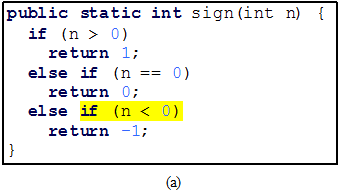 public static int sign(int n) {
  if (n > 0)
    return 1;
  else if (n == 0)
    return 0;
  else if (n < 0)
    return -1;
}
(a)